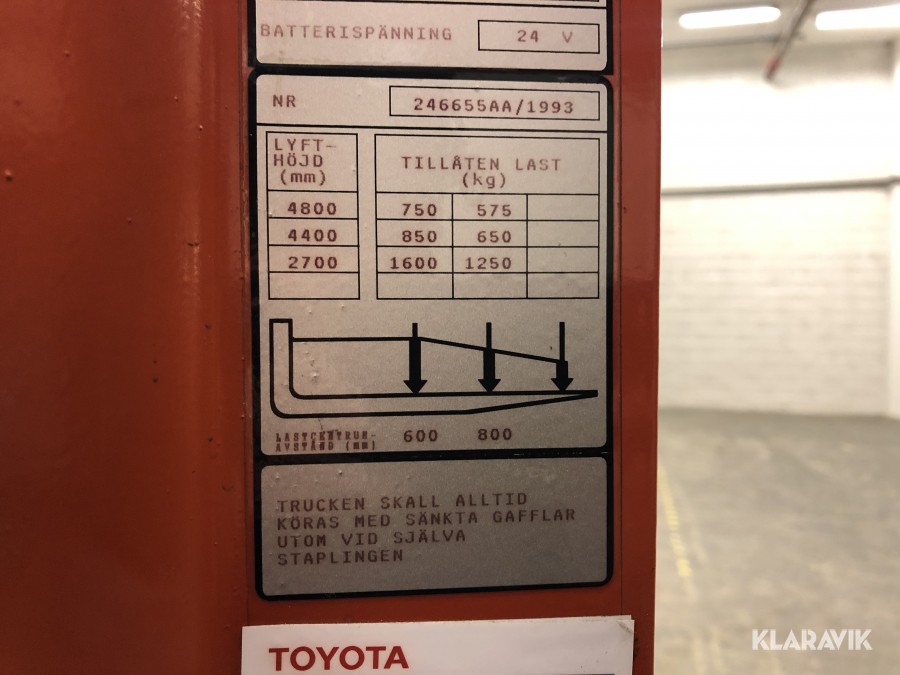 BATTERISPÄNNING 24 V
NR 246655AA/1993
LYFT-
HÖJD
(mm)
TILLÅTEN LAST
(kg)
4800 750 575
4400 850 650
2700 1600 1250
LASTCENTRUM-
AVSTÅND (MM) 600 800
TRUCKEN SKALL ALLTID
KÖRAS MED SÄNKTA GAFFLAR
UTOM VID SJÄLVA
STAPLINGEN
TOYOTA
KLARAVIK